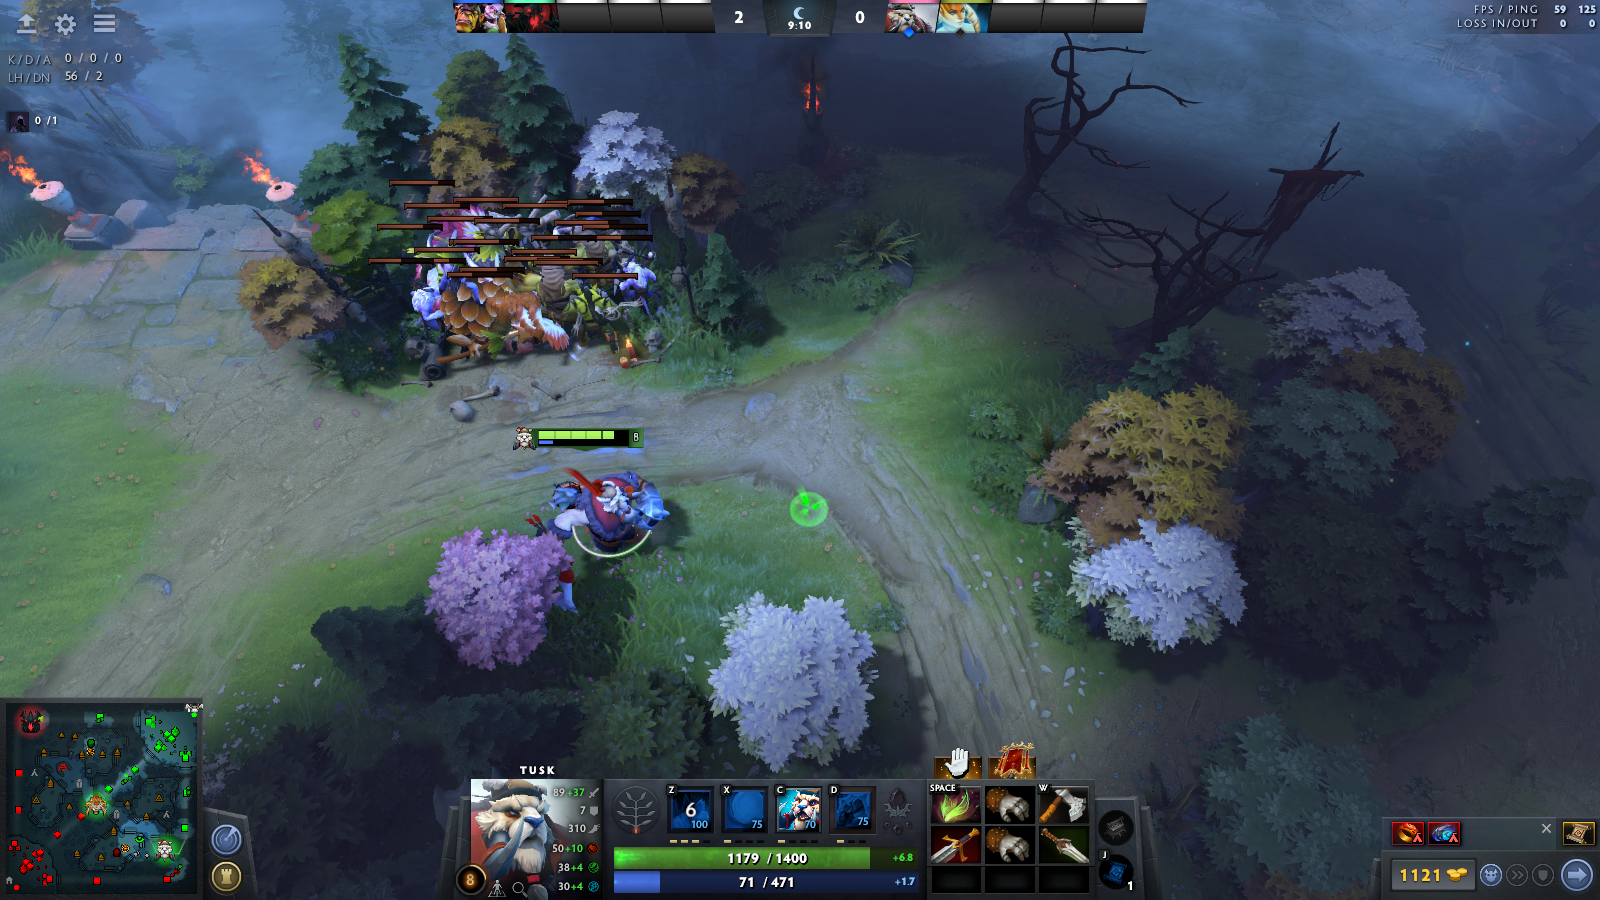 2
9:10
0
FPS / PING 59 125
LOSS IN/OUT 0 0
K / D / A 0 / 0 / 0
LH / DN 56 / 2
0 /1
8
TUSK
89 +37
7
310
50+10
38+4
30+4
8
Z
6
100
X
75
C
70
D
75
1179 / 1400
+6.8
71 / 471
+1.7
SPACE
W
J
1
1121